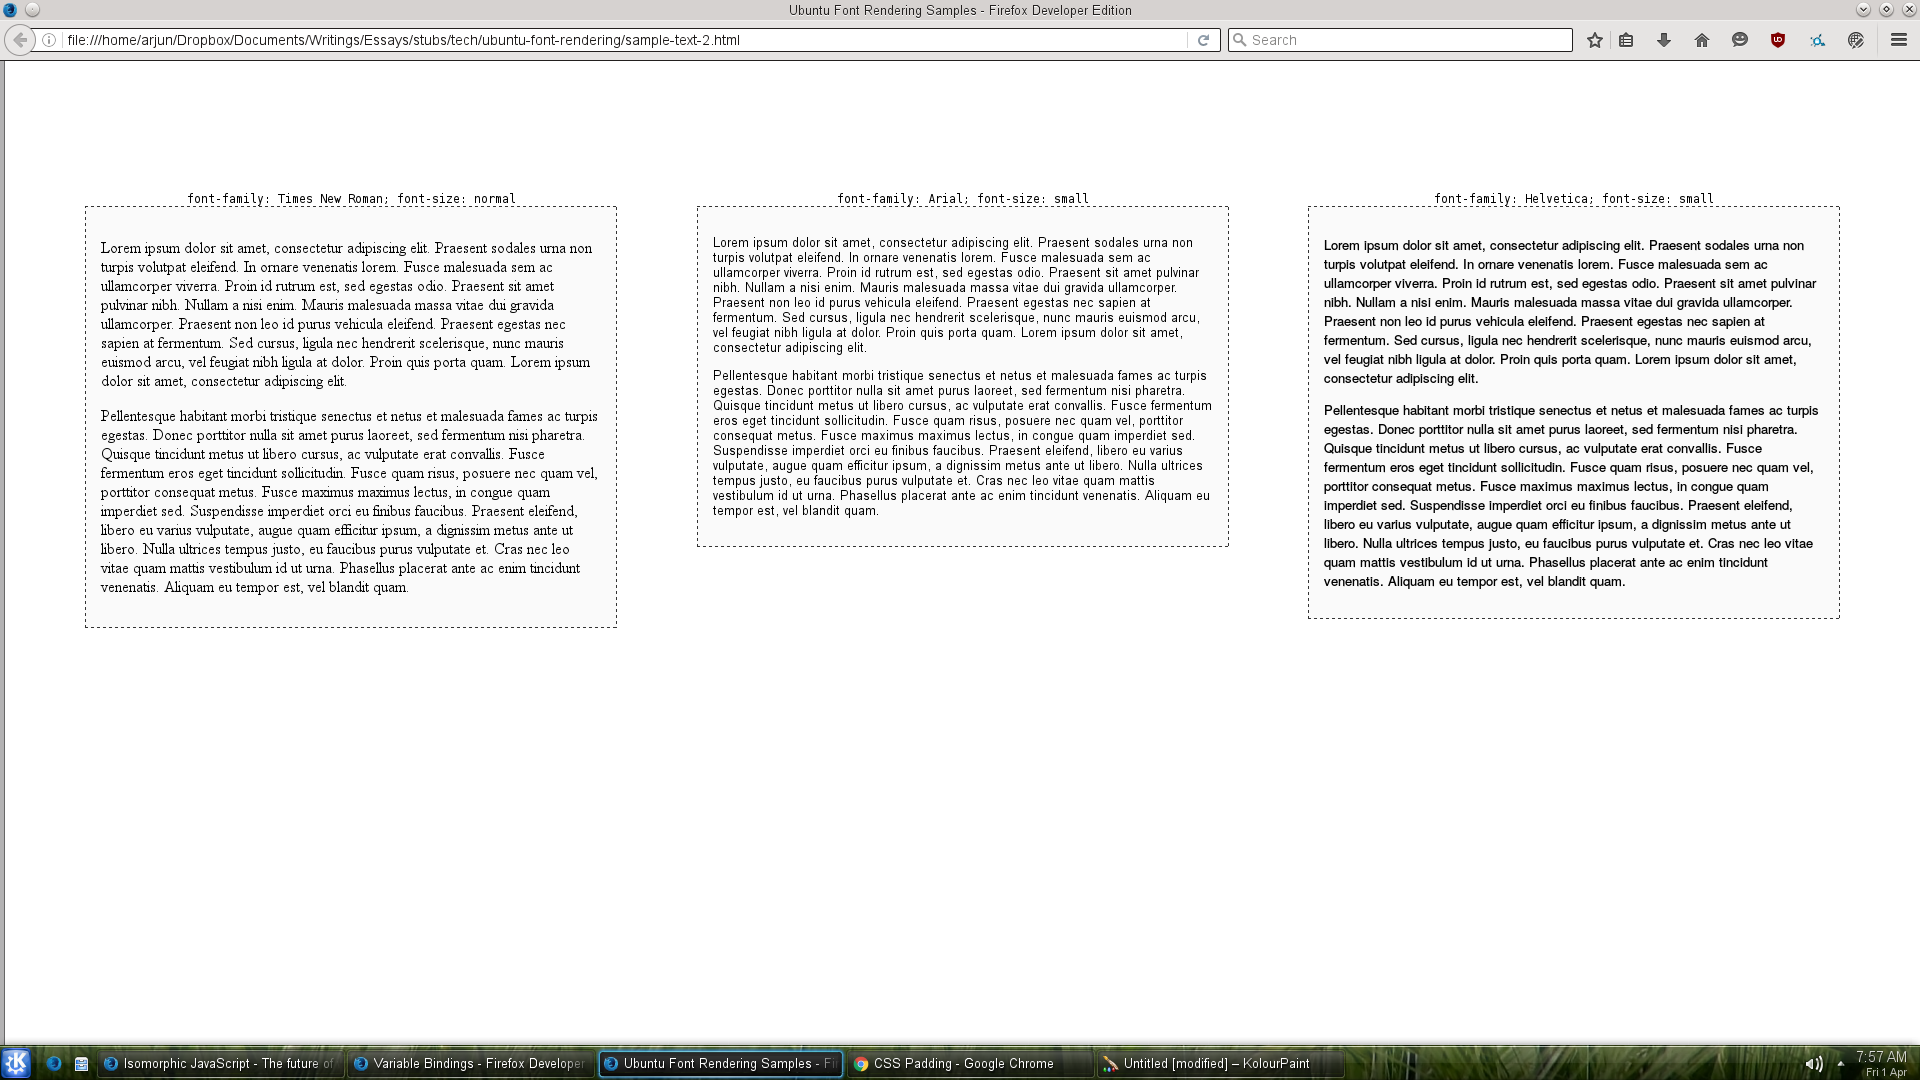 Ubuntu Font Rendering Samples - Firefox Developer Edition
file:///home/arjun/Dropbox/Documents/Writings/Essays/stubs/tech/ubuntu-font-rendering/sample-text-2.html
Search
font-family: Times New Roman; font-size: normal
Lorem ipsum dolor sit amet, consectetur adipiscing elit. Praesent sodales urna non
turpis volutpat eleifend. In ornare venenatis lorem. Fusce malesuada sem ac
ullamcorper viverra. Proin id rutrum est, sed egestas odio. Praesent sit amet
pulvinar nibh. Nullam a nisi enim. Mauris malesuada massa vitae dui gravida
ullamcorper. Praesent non leo id purus vehicula eleifend. Praesent egestas nec
sapien at fermentum. Sed cursus, ligula nec hendrerit scelerisque, nunc mauris
euismod arcu, vel feugiat nibh ligula at dolor. Proin quis porta quam. Lorem ipsum
dolor sit amet, consectetur adipiscing elit.
Pellentesque habitant morbi tristique senectus et netus et malesuada fames ac turpis
egestas. Donec porttitor nulla sit amet purus laoreet, sed fermentum nisi pharetra.
Quisque tincidunt metus ut libero cursus, ac vulputate erat convallis. Fusce
fermentum eros eget tincidunt sollicitudin. Fusce quam risus, posuere nec quam vel,
porttitor consequat metus. Fusce maximus maximus lectus, in congue quam
imperdiet sed. Suspendisse imperdiet orci eu finibus faucibus. Praesent eleifend,
libero eu varius vulputate, augue quam efficitur ipsum, a dignissim metus ante ut
libero. Nulla ultrices tempus justo, eu faucibus purus vulputate et. Cras nec leo
vitae quam mattis vestibulum id ut urna. Phasellus placerat ante ac enim tincidunt
venenatis. Aliquam eu tempor est, vel blandit quam.
font-family: Arial; font-size: small
Lorem ipsum dolor sit amet, consectetur adipiscing elit. Praesent sodales urna non
turpis volutpat eleifend. In ornare venenatis lorem. Fusce malesuada sem ac
ullamcorper viverra. Proin id rutrum est, sed egestas odio. Praesent sit amet pulvinar
nibh. Nullam a nisi enim. Mauris malesuada massa vitae dui gravida ullamcorper.
Praesent non leo id purus vehicula eleifend. Praesent egestas nec sapien at
fermentum. Sed cursus, ligula nec hendrerit scelerisque, nunc mauris euismod arcu,
vel feugiat nibh ligula at dolor. Proin quis porta quam. Lorem ipsum dolor sit amet,
consectetur adipiscing elit.
Pellentesque habitant morbi tristique senectus et netus et malesuada fames ac turpis
egestas. Donec porttitor nulla sit amet purus laoreet, sed fermentum nisi pharetra.
Quisque tincidunt metus ut libero cursus, ac vulputate erat convallis. Fusce fermentum
eros eget tincidunt sollicitudin. Fusce quam risus, posuere nec quam vel, porttitor
consequat metus. Fusce maximus maximus lectus, in congue quam imperdiet sed.
Suspendisse imperdiet orci eu finibus faucibus. Praesent eleifend, libero eu varius
vulputate, augue quam efficitur ipsum, a dignissim metus ante ut libero. Nulla ultrices
tempus justo, eu faucibus purus vulputate et. Cras nec leo vitae quam mattis
vestibulum id ut urna. Phasellus placerat ante ac enim tincidunt venenatis. Aliquam eu
tempor est, vel blandit quam.
font-family: Helvetica; font-size: small
Lorem ipsum dolor sit amet, consectetur adipiscing elit. Praesent sodales urna non
turpis volutpat eleifend. In ornare venenatis lorem. Fusce malesuada sem ac
ullamcorper viverra. Proin id rutrum est, sed egestas odio. Praesent sit amet pulvinar
nibh. Nullam a nisi enim. Mauris malesuada massa vitae dui gravida ullamcorper.
Praesent non leo id purus vehicula eleifend. Praesent egestas nec sapien at
fermentum. Sed cursus, ligula nec hendrerit scelerisque, nunc mauris euismod arcu,
vel feugiat nibh ligula at dolor. Proin quis porta quam. Lorem ipsum dolor sit amet,
consectetur adipiscing elit.
Pellentesque habitant morbi tristique senectus et netus et malesuada fames ac turpis
egestas. Donec porttitor nulla sit amet purus laoreet, sed fermentum nisi pharetra.
Quisque tincidunt metus ut libero cursus, ac vulputate erat convallis. Fusce
fermentum eros eget tincidunt sollicitudin. Fusce quam risus, posuere nec quam vel,
porttitor consequat metus. Fusce maximus maximus lectus, in congue quam
imperdiet sed. Suspendisse imperdiet orci eu finibus faucibus. Praesent eleifend,
libero eu varius vulputate, augue quam efficitur ipsum, a dignissim metus ante ut
libero. Nulla ultrices tempus justo, eu faucibus purus vulputate et. Cras nec leo vitae
quam mattis vestibulum id ut urna. Phasellus placerat ante ac enim tincidunt
venenatis. Aliquam eu tempor est, vel blandit quam.
Isomorphic JavaScript - The future of
Variable Bindings - Firefox Developer
Ubuntu Font Rendering Samples - Fi
CSS Padding - Google Chrome
Untitled [modified] – KolourPaint
7:57 AM
Fri 1 Apr